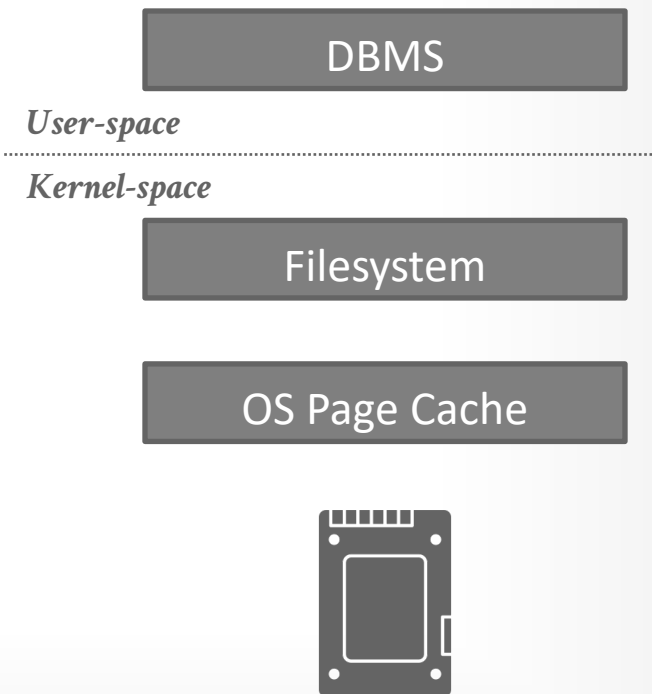 DBMS
User-space
Kernel-space
Filesystem
OS Page Cache